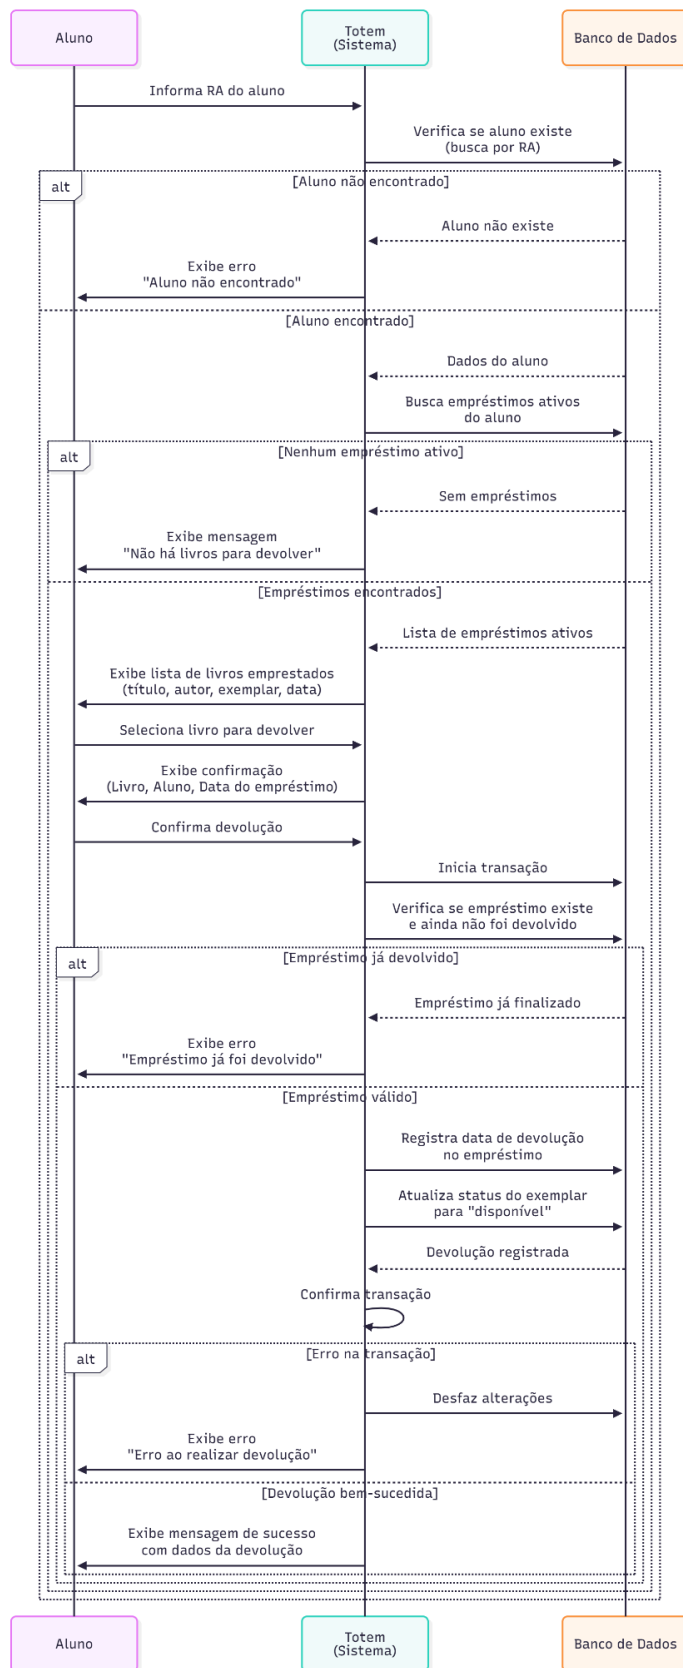 Aluno
Totem
(Sistema)
Banco de Dados
Informa RA do aluno
Verifica se aluno existe
(busca por RA)
alt
[Aluno não encontrado]
Aluno não existe
Exibe erro
"Aluno não encontrado"
[Aluno encontrado]
Dados do aluno
Busca empréstimos ativos
do aluno
alt
[Nenhum empréstimo ativo]
Sem empréstimos
Exibe mensagem
"Não há livros para devolver"
[Empréstimos encontrados]
Lista de empréstimos ativos
Exibe lista de livros emprestados
(título, autor, exemplar, data)
Seleciona livro para devolver
Exibe confirmação
(Livro, Aluno, Data do empréstimo)
Confirma devolução
Inicia transação
Verifica se empréstimo existe
e ainda não foi devolvido
alt
[Empréstimo já devolvido]
Empréstimo já finalizado
Exibe erro
"Empréstimo já foi devolvido"
[Empréstimo válido]
Registra data de devolução
no empréstimo
Atualiza status do exemplar
para "disponível"
Devolução registrada
Confirma transação
alt
[Erro na transação]
Desfaz alterações
Exibe erro
"Erro ao realizar devolução"
[Devolução bem-sucedida]
Exibe mensagem de sucesso
com dados da devolução
Aluno
Totem
(Sistema)
Banco de Dados